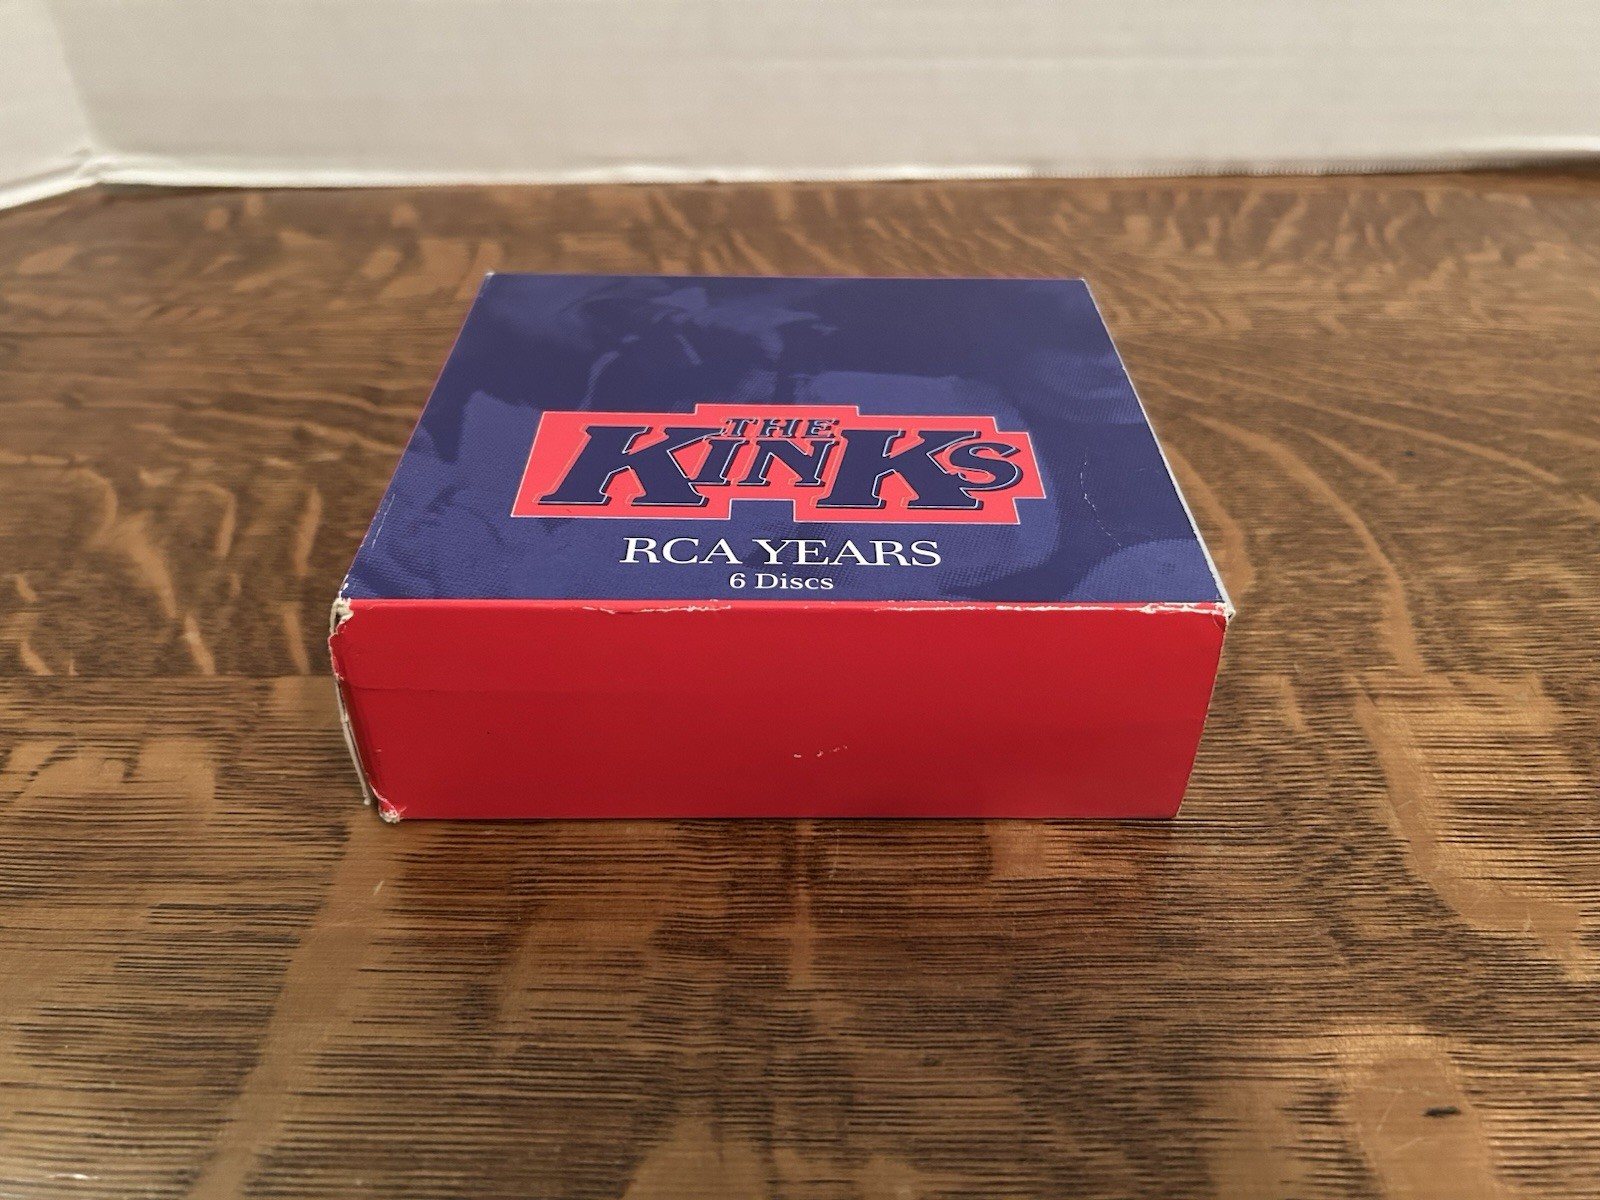 THE
KINKS
RCA YEARS
6 Discs